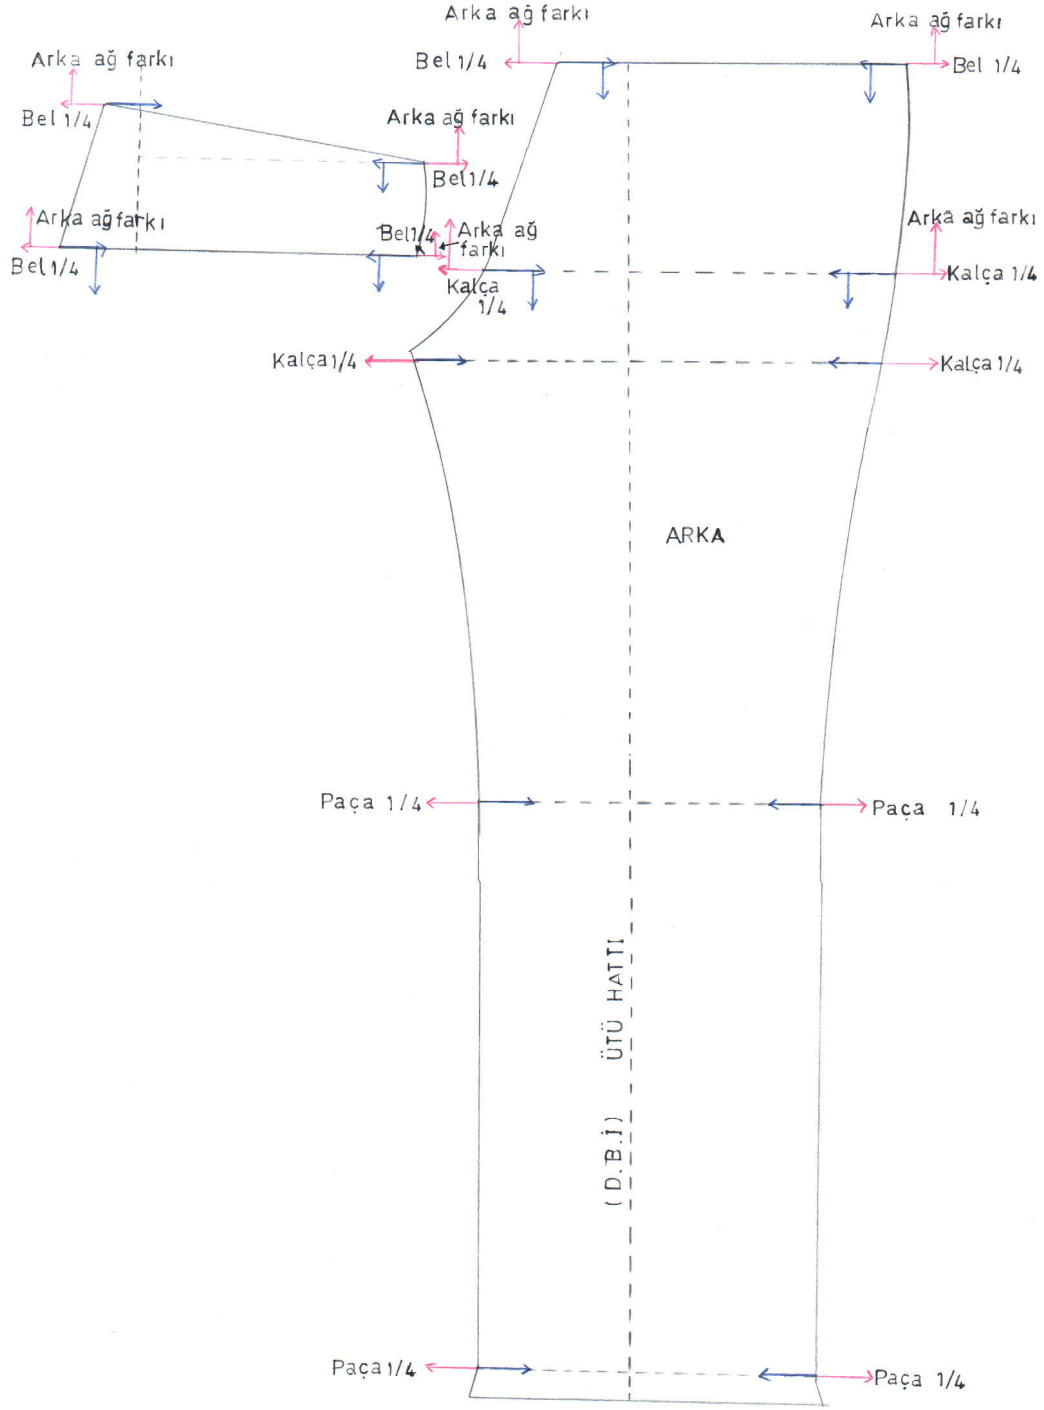 Arka ağ farkı
Arka ağ farkı
Arka ağ farkı
Bel 1/4
Bel 1/4
Bel 1/4
Arka ağ farkı
Bel 1/4
Arka ağ farkı
Bel 1/4
Arka ağ
farkı
Bel 1/4
Arka ağ farkı
Kalça
1/4
Kalça 1/4
Kalça 1/4
Kalça 1/4
ARKA
Paça 1/4
Paça 1/4
(D.B.İ) ÜTÜ HATTI
Paça 1/4
Paça 1/4